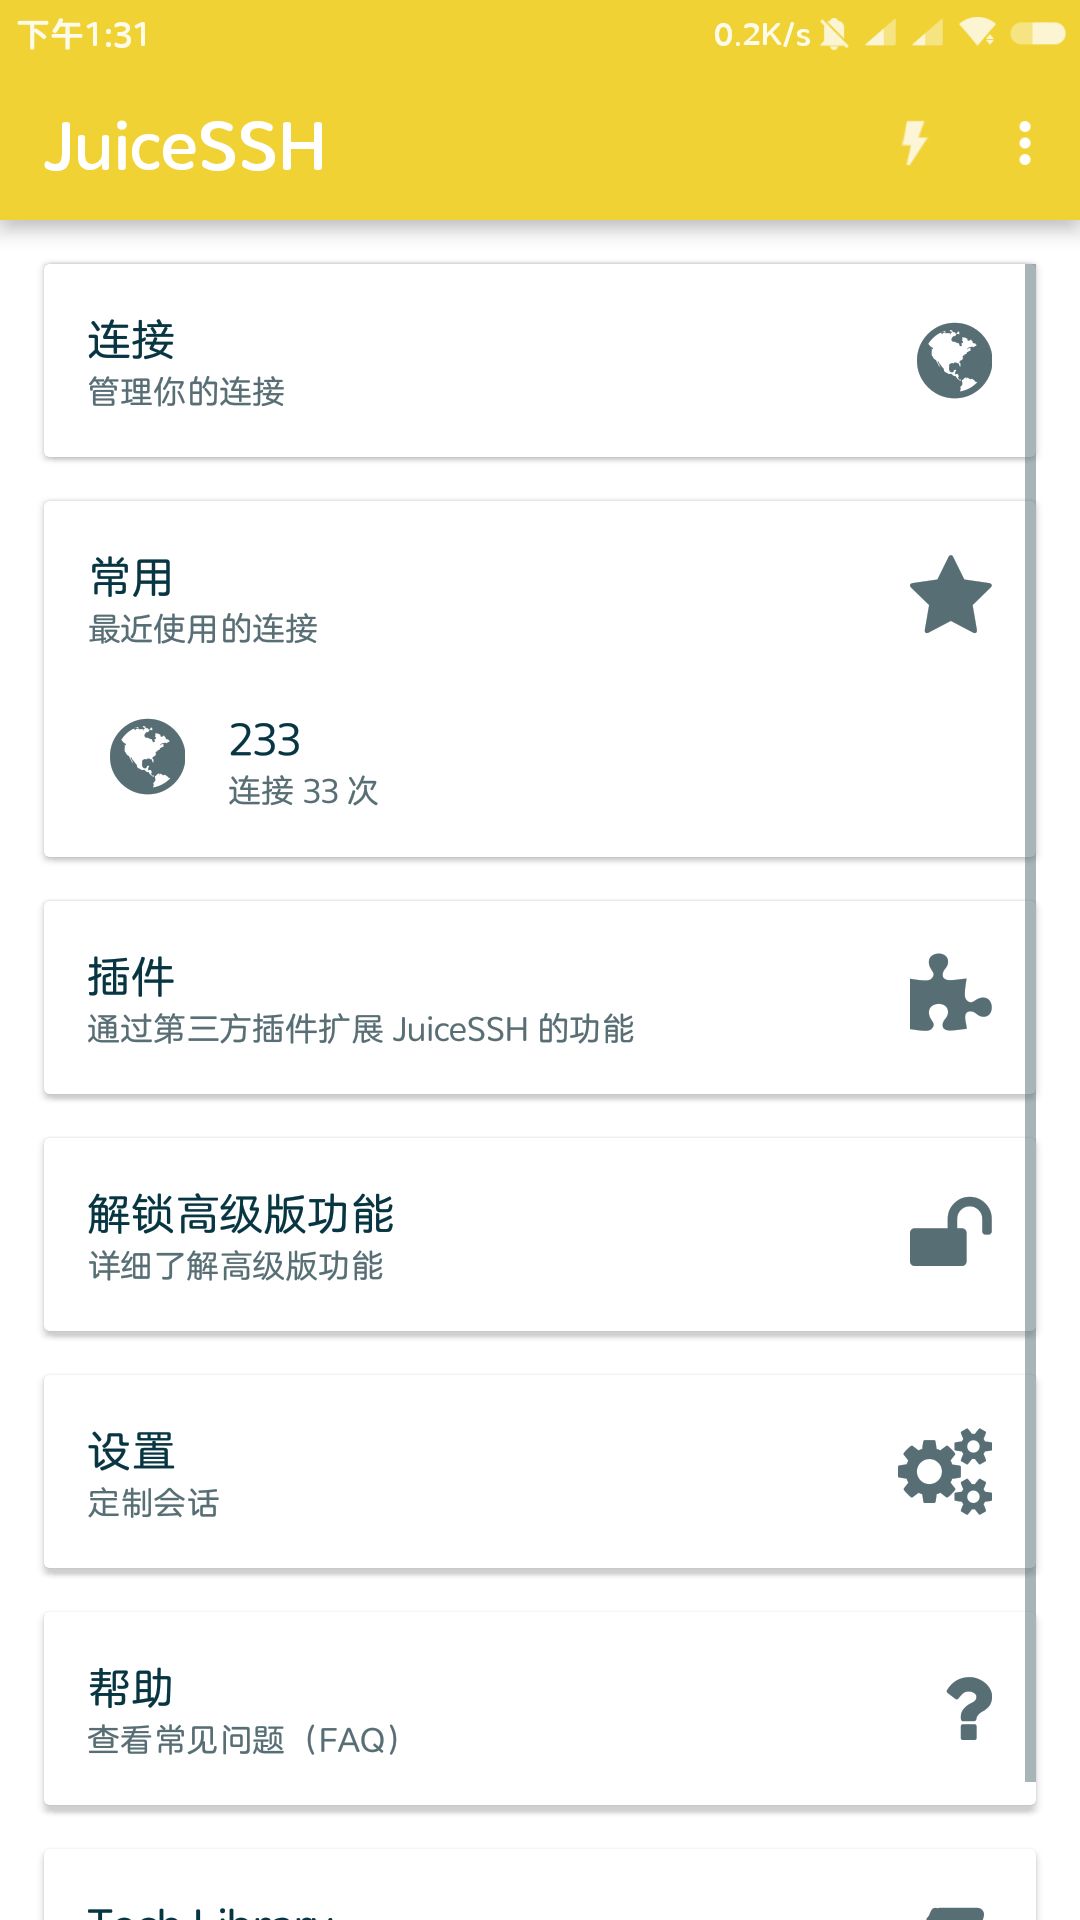 下午1:31
0.2K/s
JuiceSSH
连接
管理你的连接
常用
最近使用的连接
233
连接 33 次
插件
通过第三方插件扩展 JuiceSSH 的功能
解锁高级版功能
详细了解高级版功能
设置
定制会话
帮助
查看常见问题（FAQ）
Tech Library